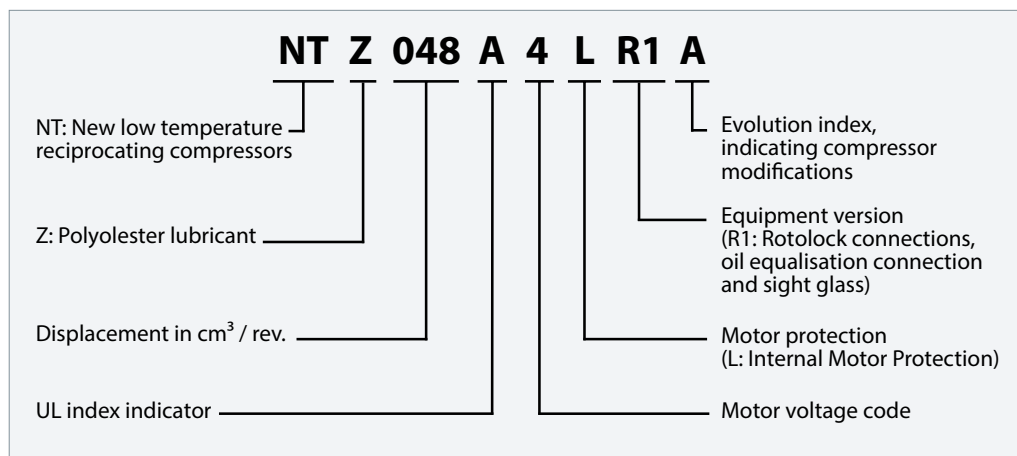 NT Z 048 A 4 L R1 A
NT: New low temperature
reciprocating compressors
Z: Polyolester lubricant
Displacement in cm³ / rev.
UL index indicator
Evolution index,
indicating compressor
modifications
Equipment version
(R1: Rotolock connections,
oil equalisation connection
and sight glass)
Motor protection
(L: Internal Motor Protection)
Motor voltage code